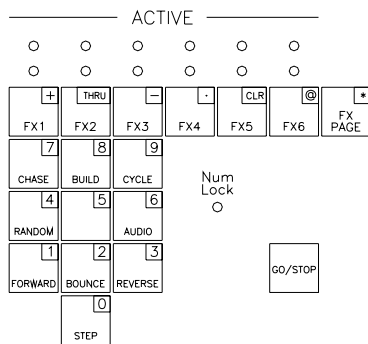 ACTIVE
+ THRU - . CLR @ *
FX1 FX2 FX3 FX4 FX5 FX6 FX PAGE
7 8 9
CHASE BUILD CYCLE
Num Lock
4 5 6
RANDOM AUDIO
1 2 3
FORWARD BOUNCE REVERSE GO/STOP
0
STEP